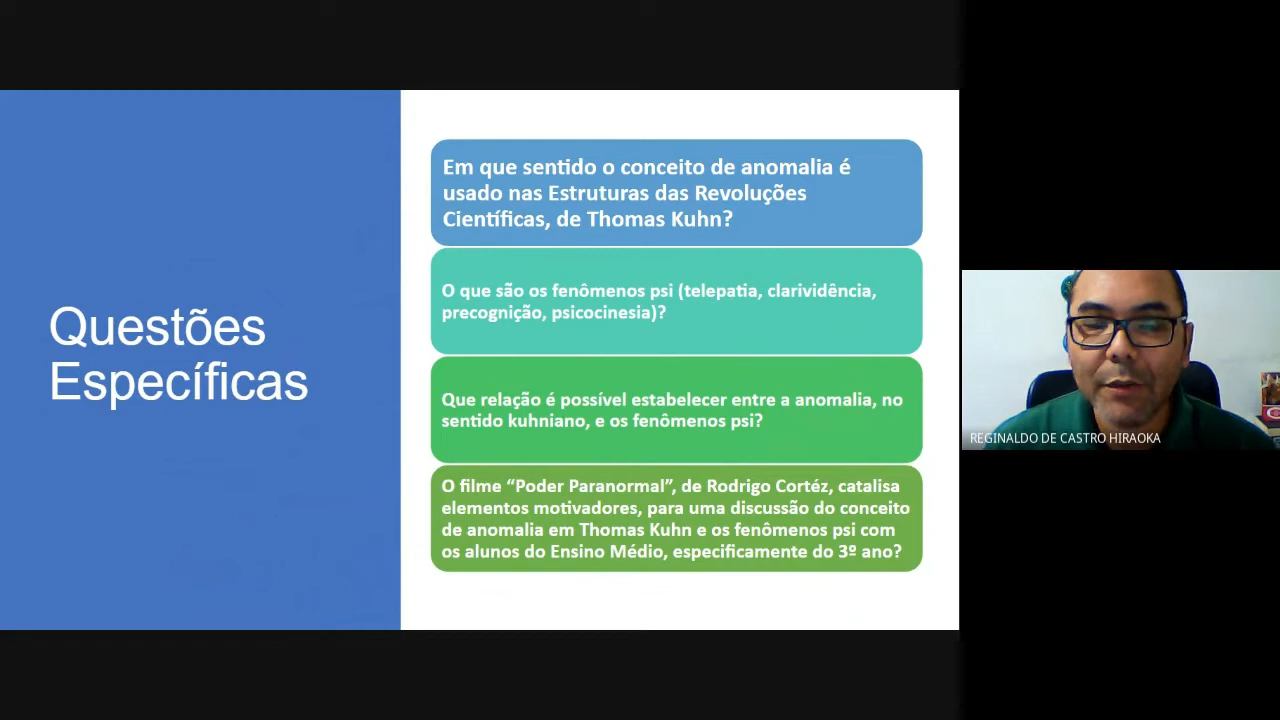 Questões
Específicas
Em que sentido o conceito de anomalia é
usado nas Estruturas das Revoluções
Científicas, de Thomas Kuhn?
O que são os fenômenos psi (telepatia, clarividência,
precognição, psicocinesia)?
Que relação é possível estabelecer entre a anomalia, no
sentido kuhniano, e os fenômenos psi?
O filme “Poder Paranormal”, de Rodrigo Cortéz, catalisa
elementos motivadores, para uma discussão do conceito
de anomalia em Thomas Kuhn e os fenômenos psi com
os alunos do Ensino Médio, especificamente do 3º ano?
REGINALDO DE CASTRO HIRAOKA